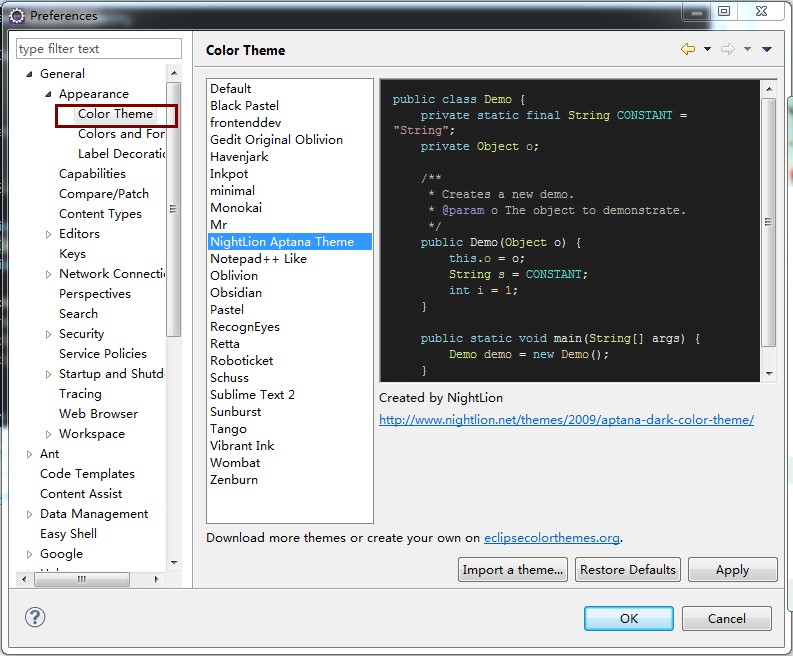 Preferences
type filter text
General
Appearance
Color Theme
Colors and For
Label Decoratic
Capabilities
Compare/Patch
Content Types
Editors
Keys
Network Connectic
Perspectives
Search
Security
Service Policies
Startup and Shutd
Tracing
Web Browser
Workspace
Ant
Code Templates
Content Assist
Data Management
Easy Shell
Google
Color Theme
Default
Black Pastel
frontenddev
Gedit Original Oblivion
Havenjark
Inkpot
minimal
Monokai
Mr
NightLion Aptana Theme
Notepad++ Like
Oblivion
Obsidian
Pastel
RecognEyes
Retta
Roboticket
Schuss
Sublime Text 2
Sunburst
Tango
Vibrant Ink
Wombat
Zenburn
public class Demo {
private static final String CONSTANT =
"String";
private Object o;
/**
* Creates a new demo.
* @param o The object to demonstrate.
*/
public Demo(Object o) {
this.o = o;
String s = CONSTANT;
int i = 1;
}
public static void main(String[] args) {
Demo demo = new Demo();
}
Created by NightLion
http://www.nightlion.net/themes/2009/aptana-dark-color-theme/
Download more themes or create your own on eclipsecolorthemes.org.
Import a theme... Restore Defaults Apply
? OK Cancel